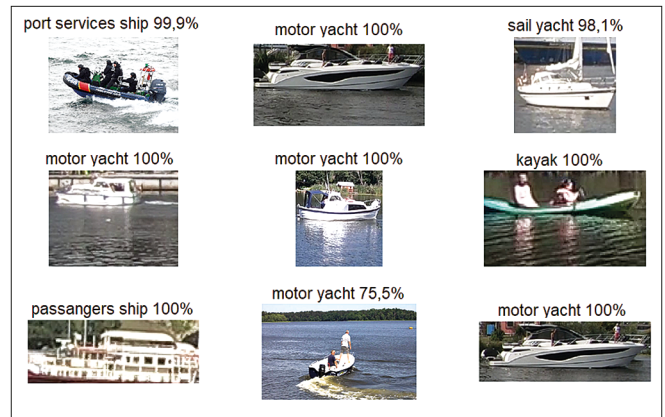 port services ship 99,9%
motor yacht 100%
sail yacht 98,1%
motor yacht 100%
motor yacht 100%
kayak 100%
passangers ship 100%
motor yacht 75,5%
motor yacht 100%